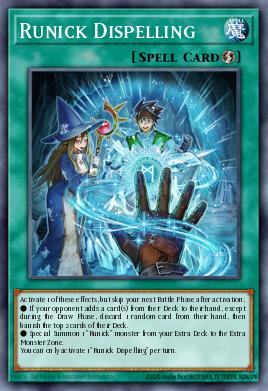 RUNICK DISPELLING
魔
[SPELL CARD
]
Activate 1 of these effects, but skip your next Battle Phase after activation;
● If your opponent adds a card(s) from their Deck to their hand, except
during the Draw Phase, discard 1 random card from their hand, then
banish the top 2 cards of their Deck.
● Special Summon 1 "Runick" monster from your Extra Deck to the Extra
Monster Zone.
You can only activate 1 "Runick Dispelling" per turn.